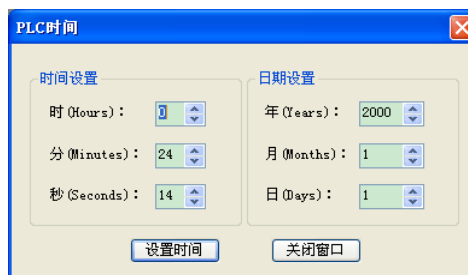 PLC时间
时间设置
时(Hours): 0
分(Minutes): 24
秒(Seconds): 14
日期设置
年(Years): 2000
月(Months): 1
日(Days): 1
设置时间
关闭窗口